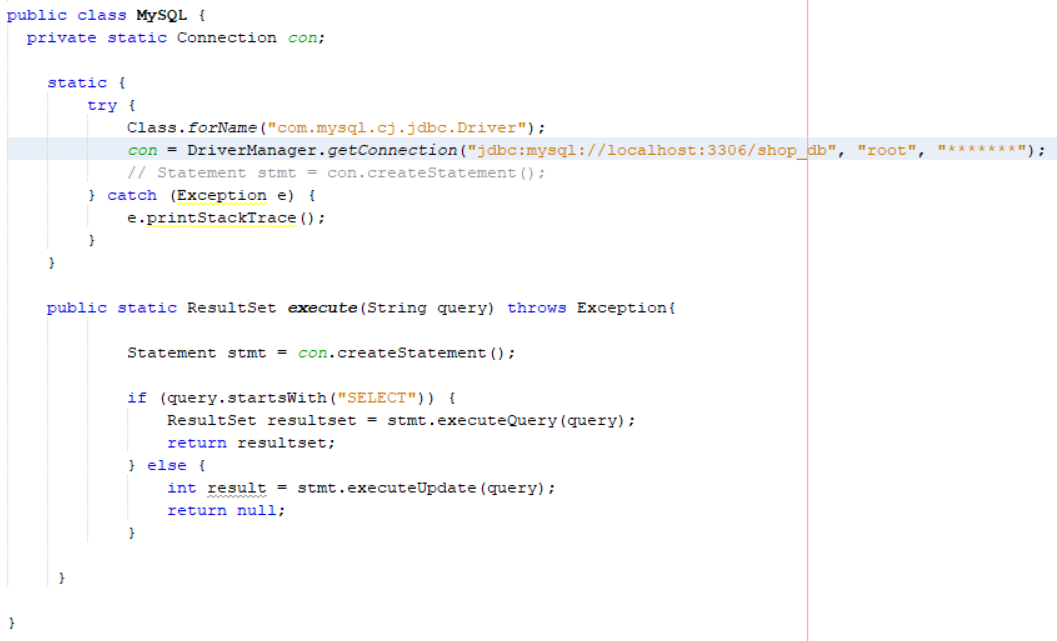 public class MySQL {
private static Connection con;
static {
try {
Class.forName("com.mysql.cj.jdbc.Driver");
con = DriverManager.getConnection("jdbc:mysql://localhost:3306/shop_db", "root", "*******");
// Statement stmt = con.createStatement();
} catch (Exception e) {
e.printStackTrace();
}
}
public static ResultSet execute(String query) throws Exception{
Statement stmt = con.createStatement();
if (query.startsWith("SELECT")) {
ResultSet resultset = stmt.executeQuery(query);
return resultset;
} else {
int result = stmt.executeUpdate(query);
return null;
}
}
}